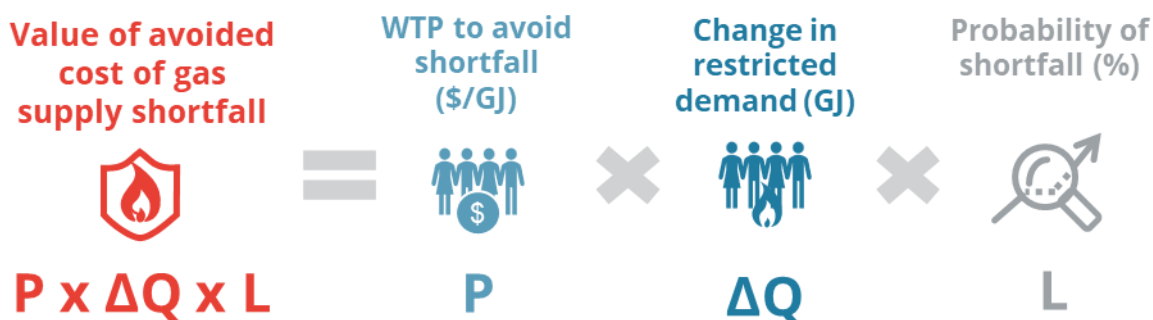 Value of avoided
cost of gas
supply shortfall
WTP to avoid
shortfall
($/GJ)
Change in
restricted
demand (GJ)
Probability of
shortfall (%)
=
$
×
×
P x ΔQ x L
P
ΔQ
L